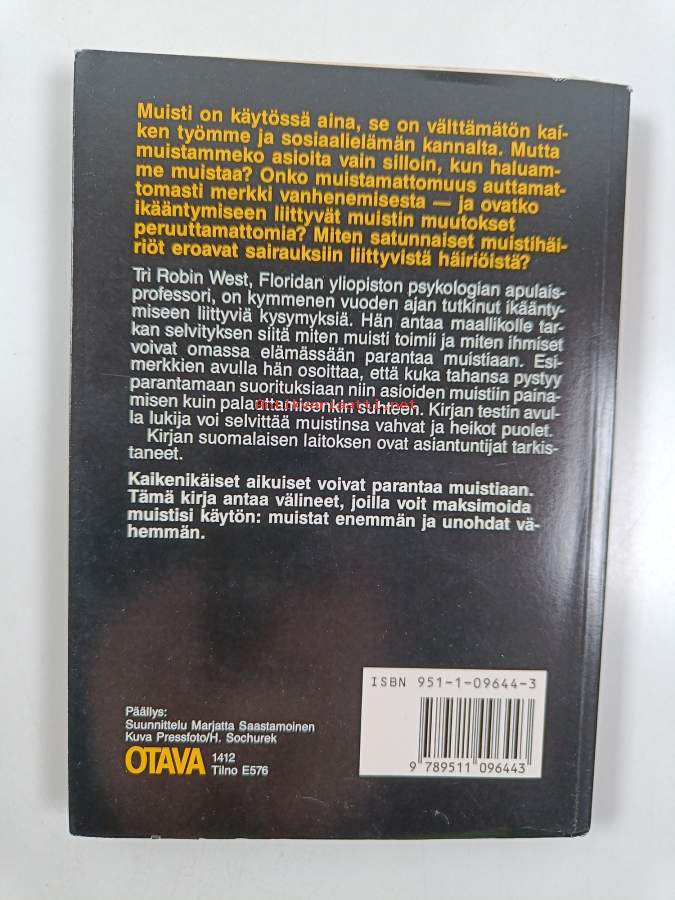 Muisti on käytössä aina, se on välttämätön kai-
ken työmme ja sosiaalielämän kannalta. Mutta
muistammeko asioita vain silloin, kun haluam-
me muistaa? Onko muistamattomuus auttamat-
tomasti merkki vanhenemisesta — ja ovatko
ikääntymiseen liittyvät muistin muutokset
peruuttamattomia? Miten satunnaiset muistihäi-
riöt eroavat sairauksiin liittyvistä häiriöistä?
Tri Robin West, Floridan yliopiston psykologian apulais-
professori, on kymmenen vuoden ajan tutkinut ikäänty-
miseen liittyviä kysymyksiä. Hän antaa maallikolle tar-
kan selvityksen siitä miten muisti toimii ja miten ihmiset
voivat omassa elämässään parantaa muistiaan. Esi-
merkkien avulla hän osoittaa, että kuka tahansa pystyy
parantamaan suorituksiaan niin asioiden muistiin paina-
misen kuin palauttamisenkin suhteen. Kirjan testin avul-
la lukija voi selvittää muistinsa vahvat ja heikot puolet.
Kirjan suomalaisen laitoksen ovat asiantuntijat tarkis-
taneet.
Kaikenikäiset aikuiset voivat parantaa muistiaan.
Tämä kirja antaa välineet, joilla voit maksimoida
muistisi käytön: muistat enemmän ja unohdat vä-
hemmän.
ISBN 951-1-09644-3
9 789511 096443
Päällys:
Suunnittelu Marjatta Saastamoinen
Kuva Pressfoto/H. Sochurek
OTAVA 1412
Tilno E576